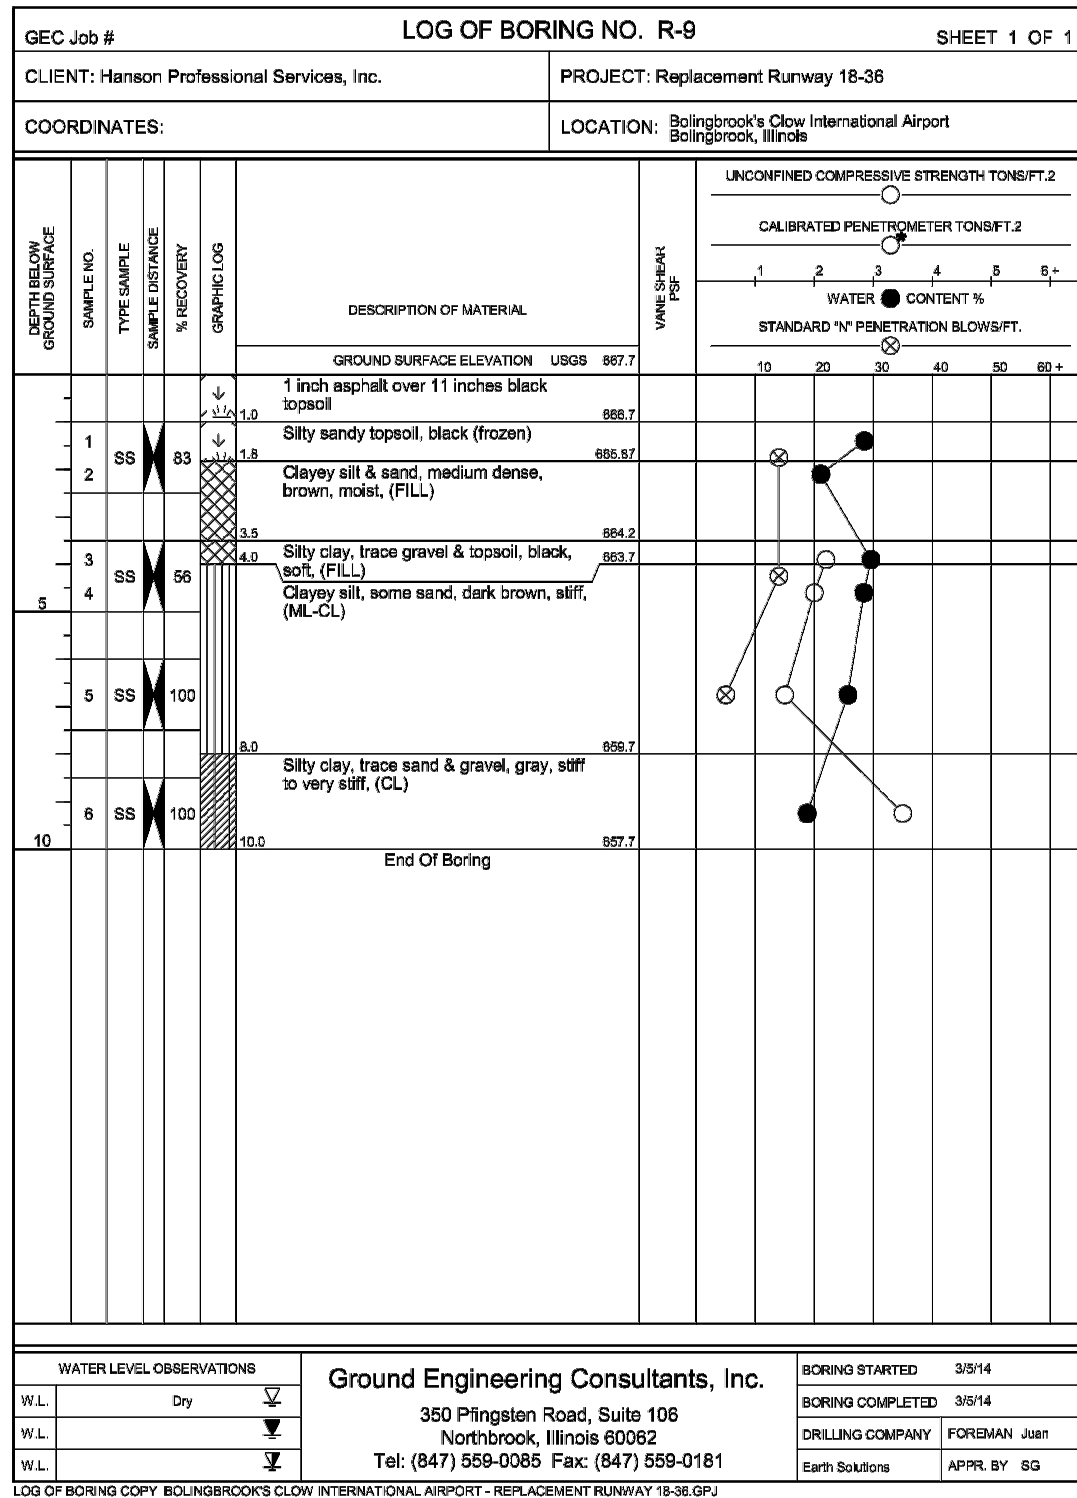 GEC Job #
LOG OF BORING NO. R-9
SHEET 1 OF 1
CLIENT: Hanson Professional Services, Inc.
PROJECT: Replacement Runway 18-36
COORDINATES:
LOCATION: Bolingbrook's Clow International Airport
Bolingbrook, Illinois
DEPTH BELOW
GROUND SURFACE
SAMPLE NO.
TYPE SAMPLE
SAMPLE DISTANCE
% RECOVERY
GRAPHIC LOG
DESCRIPTION OF MATERIAL
GROUND SURFACE ELEVATION USGS 667.7
VANE SHEAR
PSF
UNCONFINED COMPRESSIVE STRENGTH TONS/FT.2
CALIBRATED PENETROMETER TONS/FT.2
*
1 2 3 4 5 6+
WATER CONTENT %
STANDARD "N" PENETRATION BLOWS/FT.
10 20 30 40 50 60+
1 inch asphalt over 11 inches black
topsoil
1.0 666.7
Silty sandy topsoil, black (frozen)
1 SS 83
1.8 665.87
2
Clayey silt & sand, medium dense,
brown, moist, (FILL)
3.5 664.2
Silty clay, trace gravel & topsoil, black,
soft, (FILL)
3 4.0 663.7
SS 56
4
Clayey silt, some sand, dark brown, stiff,
(ML-CL)
5
5 SS 100
8.0 659.7
Silty clay, trace sand & gravel, gray, stiff
to very stiff, (CL)
6 SS 100
10
10.0 657.7
End Of Boring
WATER LEVEL OBSERVATIONS
W.L. Dry
W.L.
W.L.
Ground Engineering Consultants, Inc.
350 Pfingsten Road, Suite 106
Northbrook, Illinois 60062
Tel: (847) 559-0085 Fax: (847) 559-0181
BORING STARTED 3/5/14
BORING COMPLETED 3/5/14
DRILLING COMPANY FOREMAN Juan
Earth Solutions APPR. BY SG
LOG OF BORING COPY BOLINGBROOK'S CLOW INTERNATIONAL AIRPORT - REPLACEMENT RUNWAY 18-36.GPJ